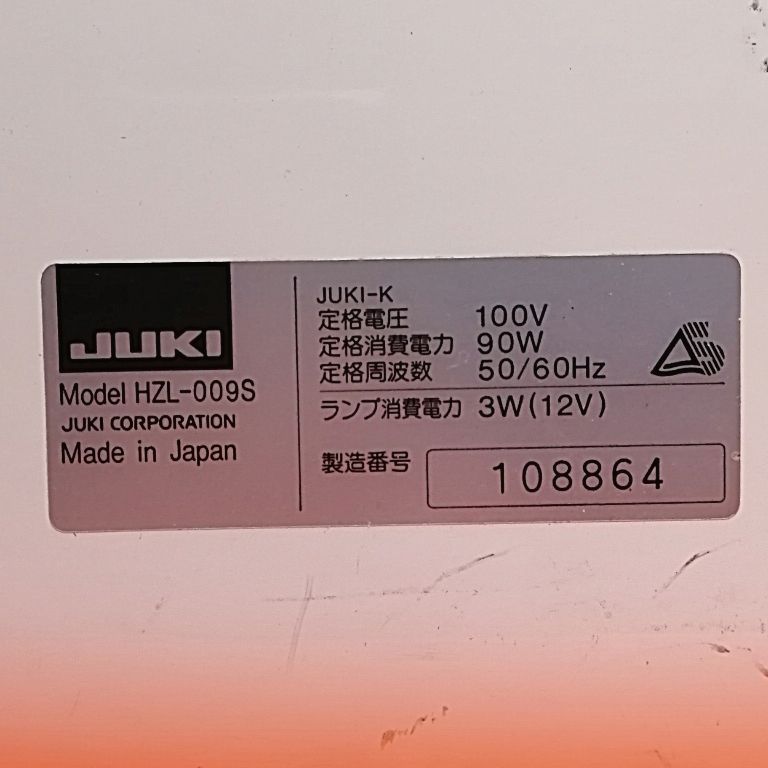 JUKI
Model HZL-009S
JUKI CORPORATION
Made in Japan
JUKI-K
定格電圧 100V
定格消費電力 90W
定格周波数 50/60Hz
ランプ消費電力 3W(12V)
製造番号 108864